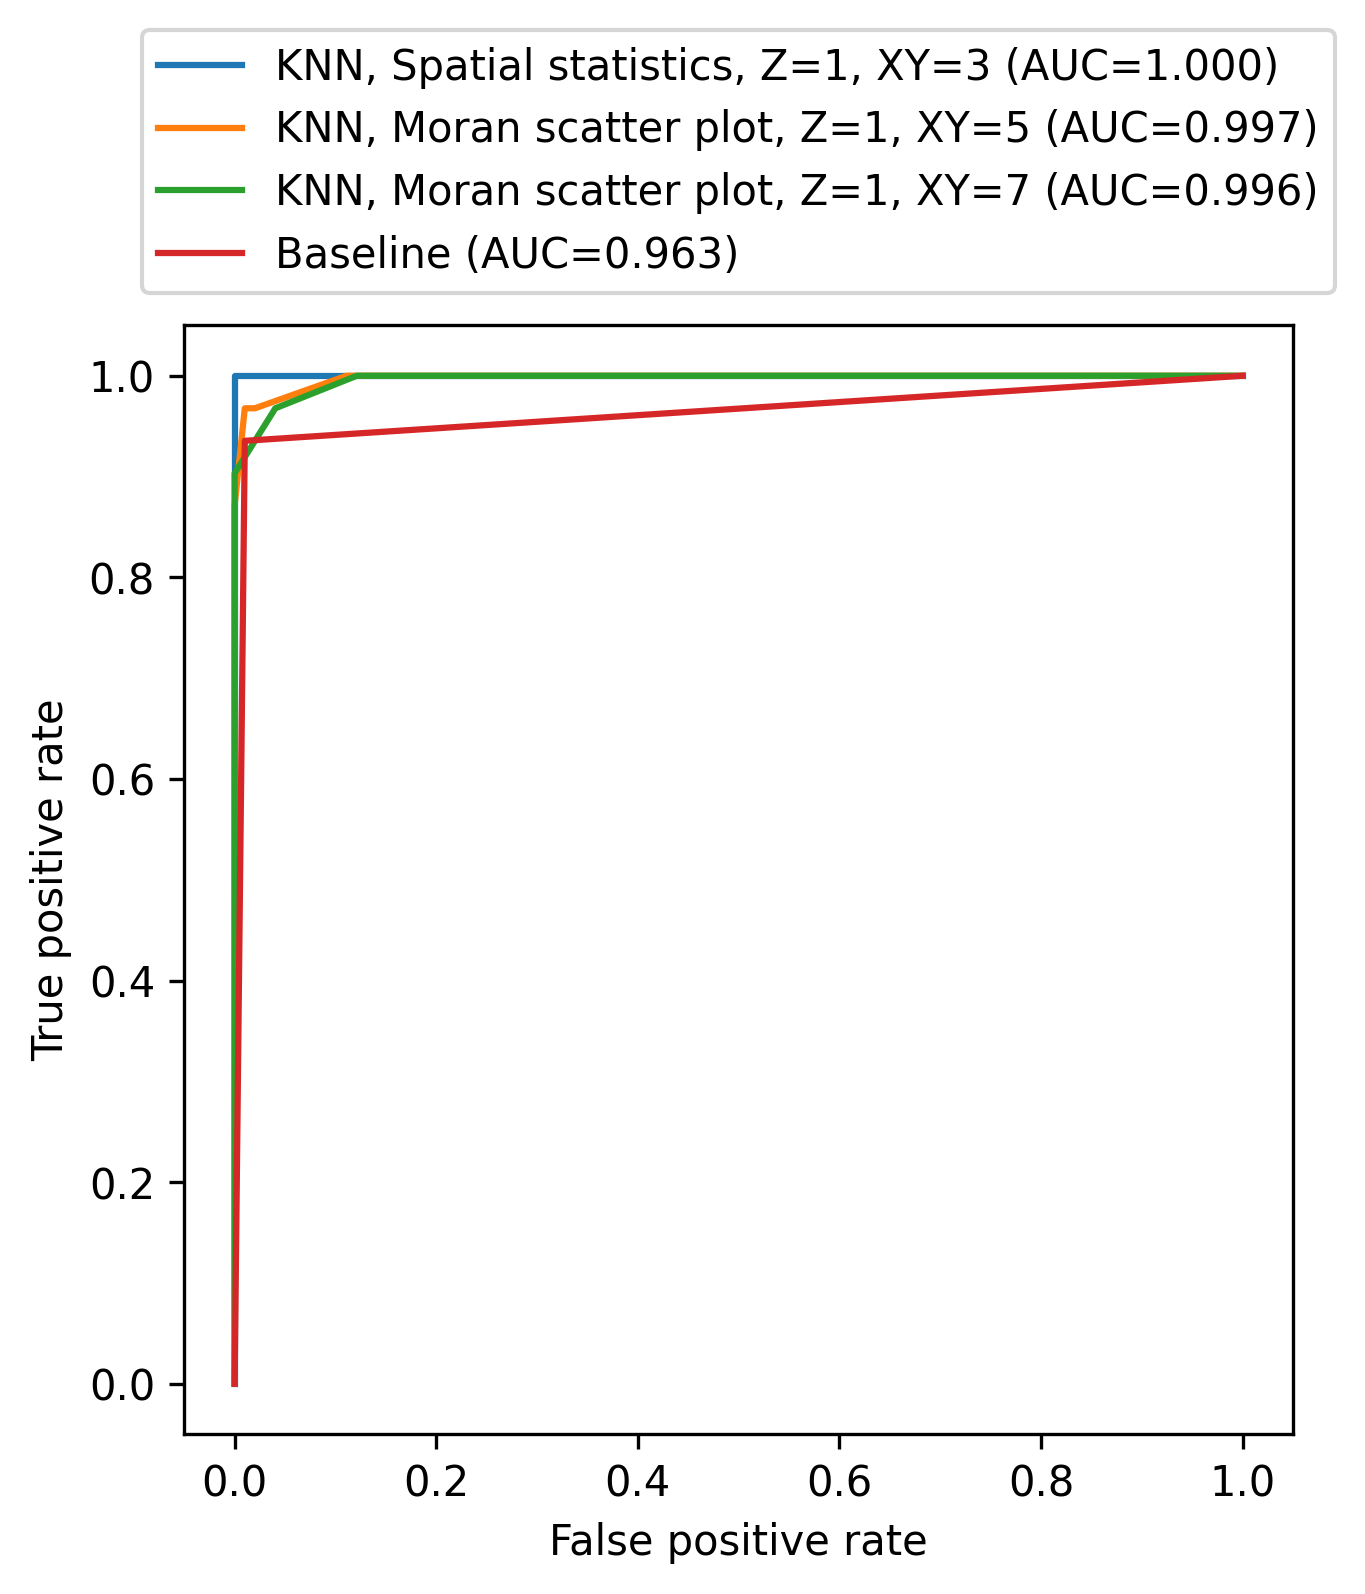 KNN, Spatial statistics, Z=1, XY=3 (AUC=1.000)
KNN, Moran scatter plot, Z=1, XY=5 (AUC=0.997)
KNN, Moran scatter plot, Z=1, XY=7 (AUC=0.996)
Baseline (AUC=0.963)
1.0
0.8
0.6
0.4
0.2
0.0
True positive rate
0.0 0.2 0.4 0.6 0.8 1.0
False positive rate